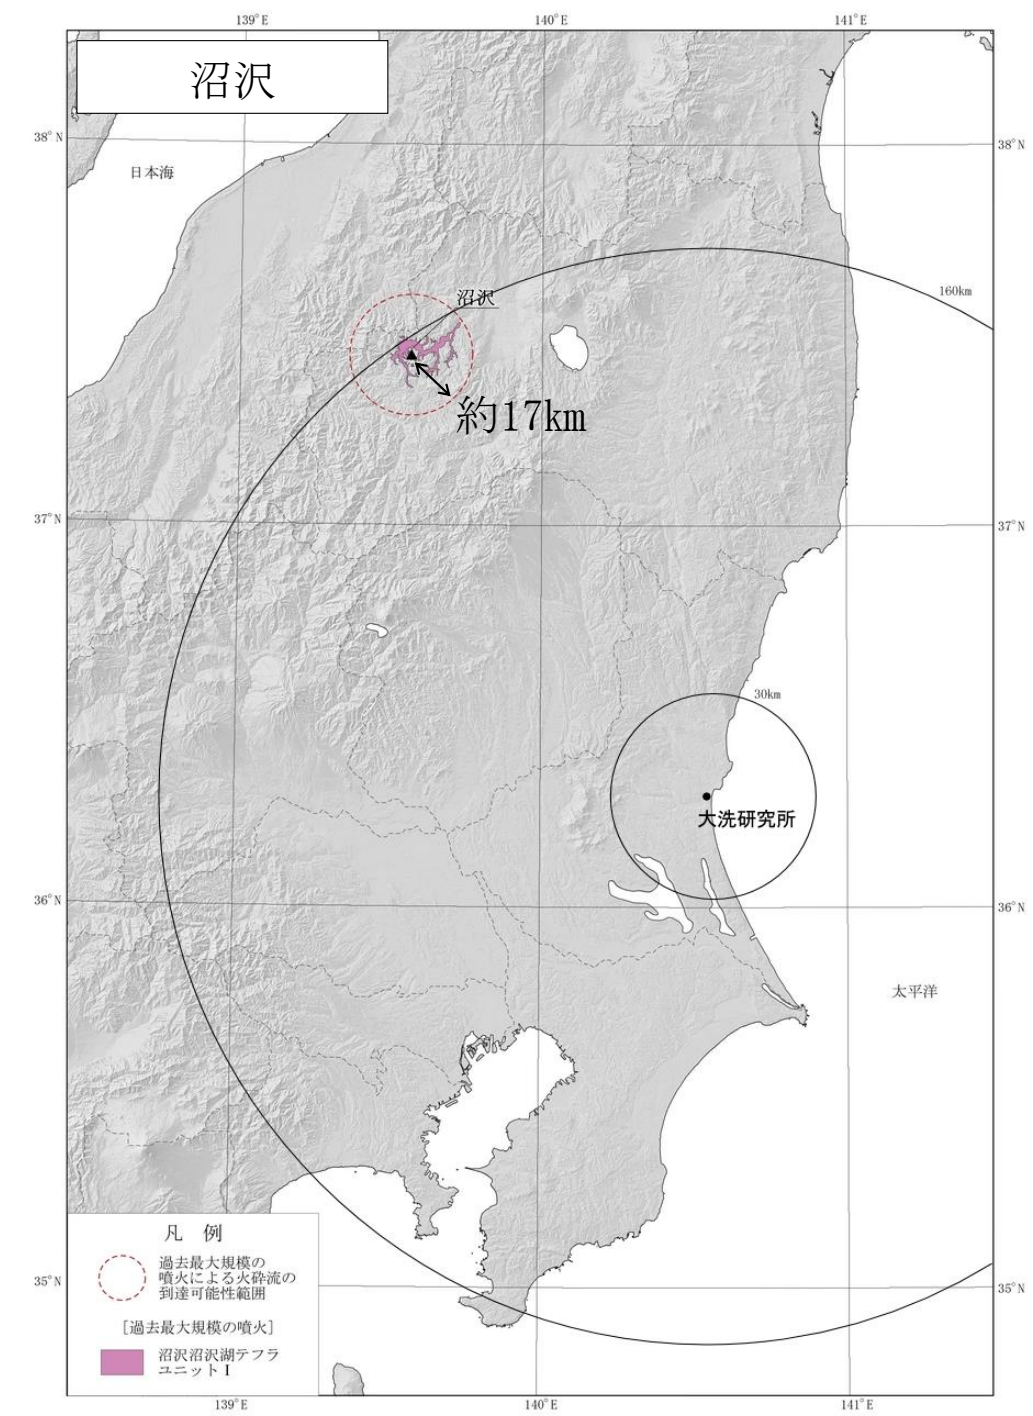 139°E
140°E
141°E
沼沢
38°N
38°N
日本海
160km
沼沢
約17km
37°N
37°N
30km
大洗研究所
36°N
36°N
太平洋
凡 例
過去最大規模の
噴火による火砕流の
到達可能性範囲
[過去最大規模の噴火]
沼沢沼沢湖テフラ
ユニットⅠ
35°N
35°N
139°E
140°E
141°E